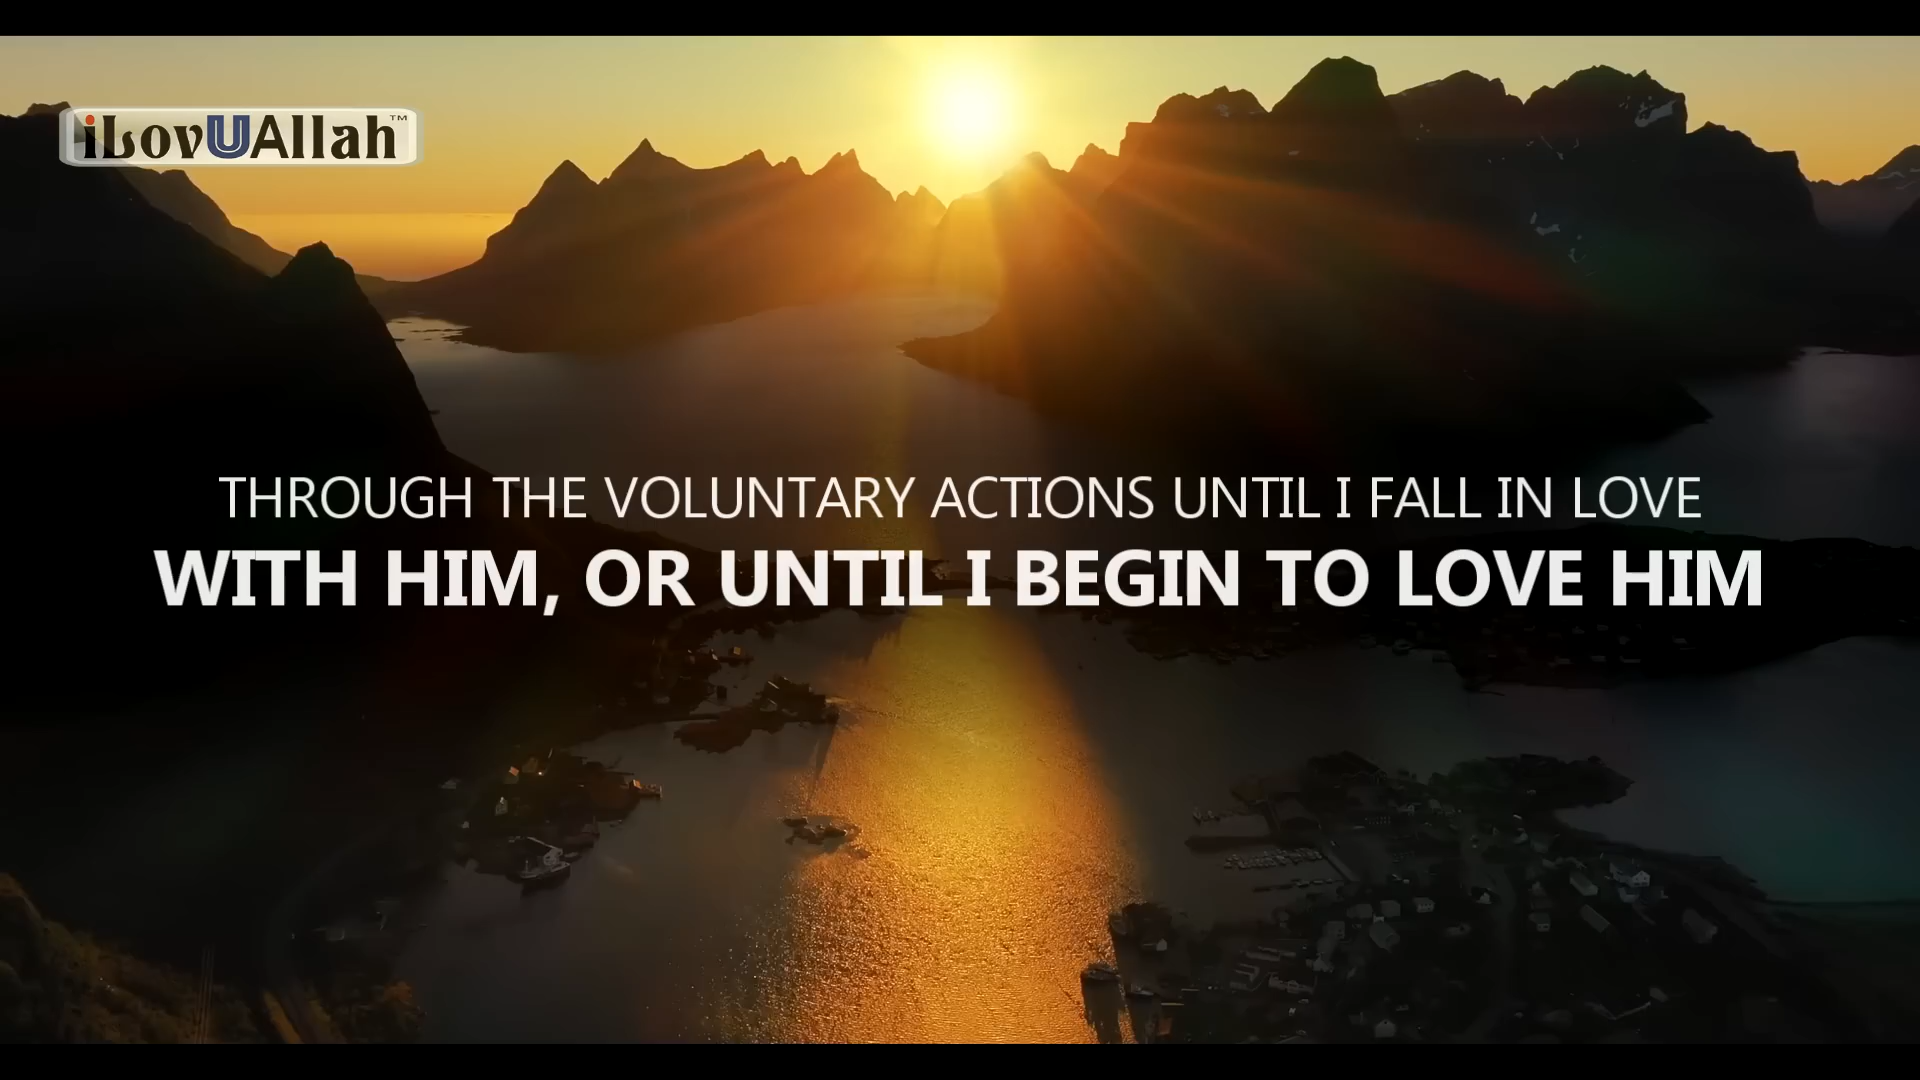 iLovUAllah™
THROUGH THE VOLUNTARY ACTIONS UNTIL I FALL IN LOVE
WITH HIM, OR UNTIL I BEGIN TO LOVE HIM